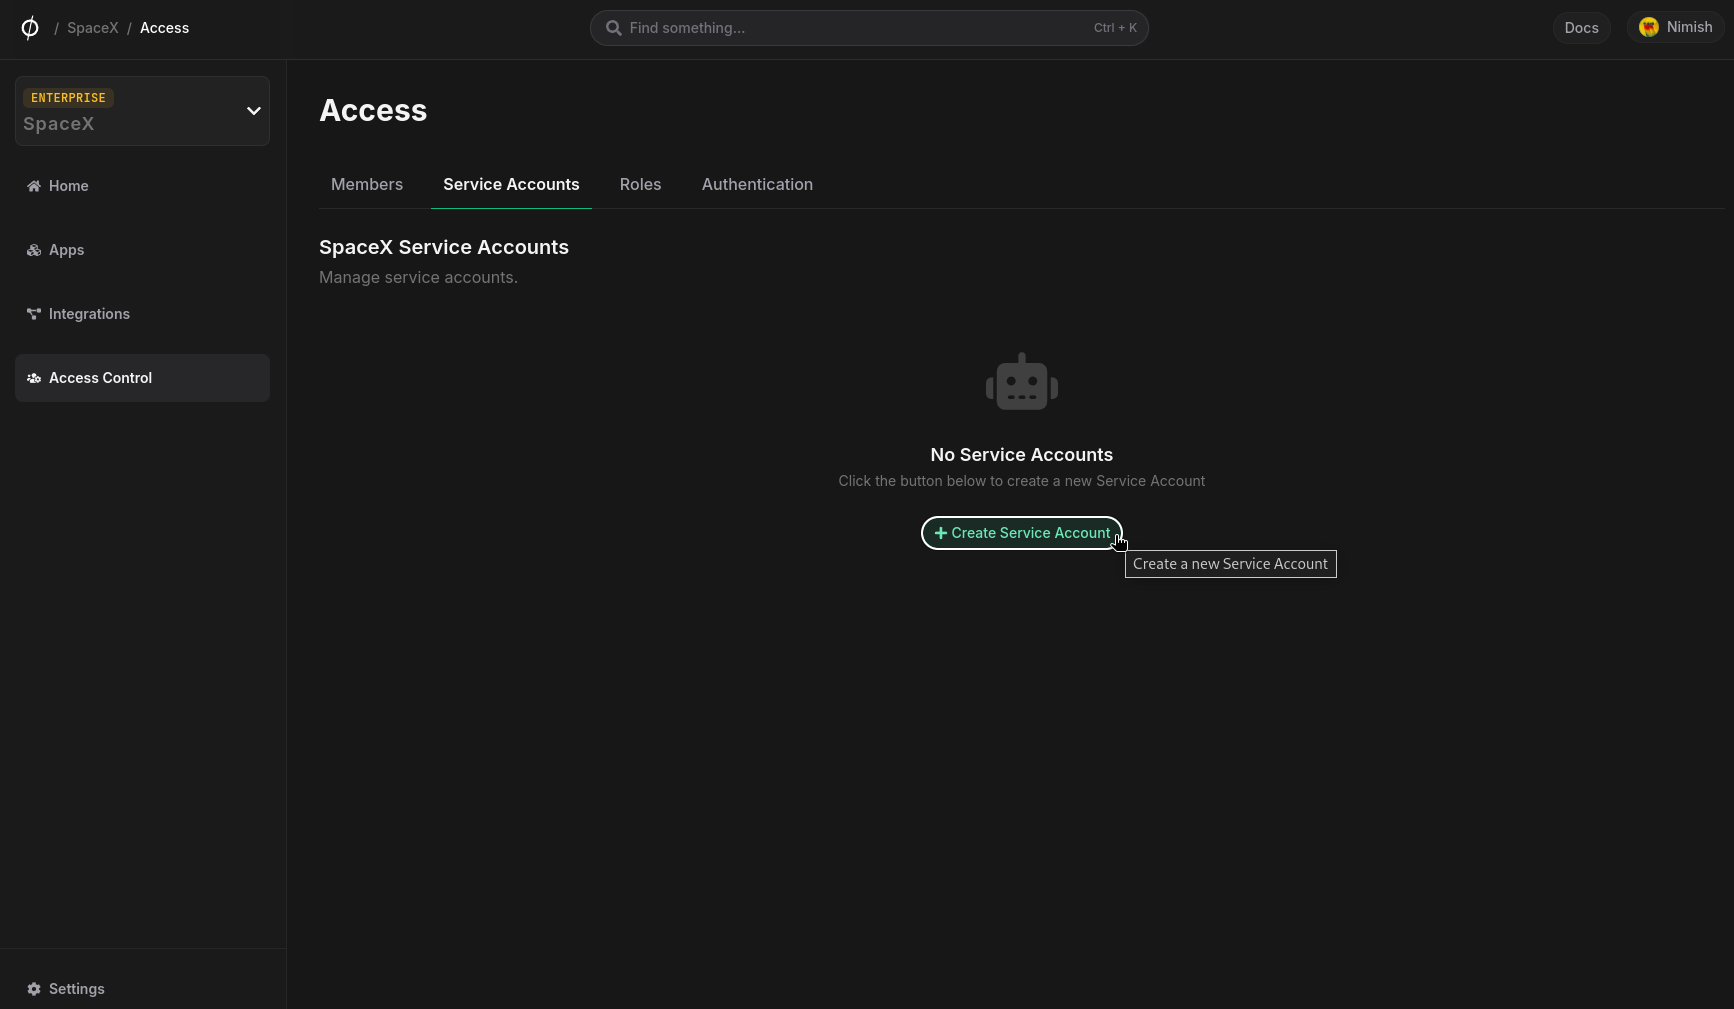 / SpaceX / Access
Find something...
Ctrl + K
Docs
Nimish
ENTERPRISE
SpaceX
Home
Apps
Integrations
Access Control
Settings
Access
Members
Service Accounts
Roles
Authentication
SpaceX Service Accounts
Manage service accounts.
No Service Accounts
Click the button below to create a new Service Account
Create Service Account
Create a new Service Account